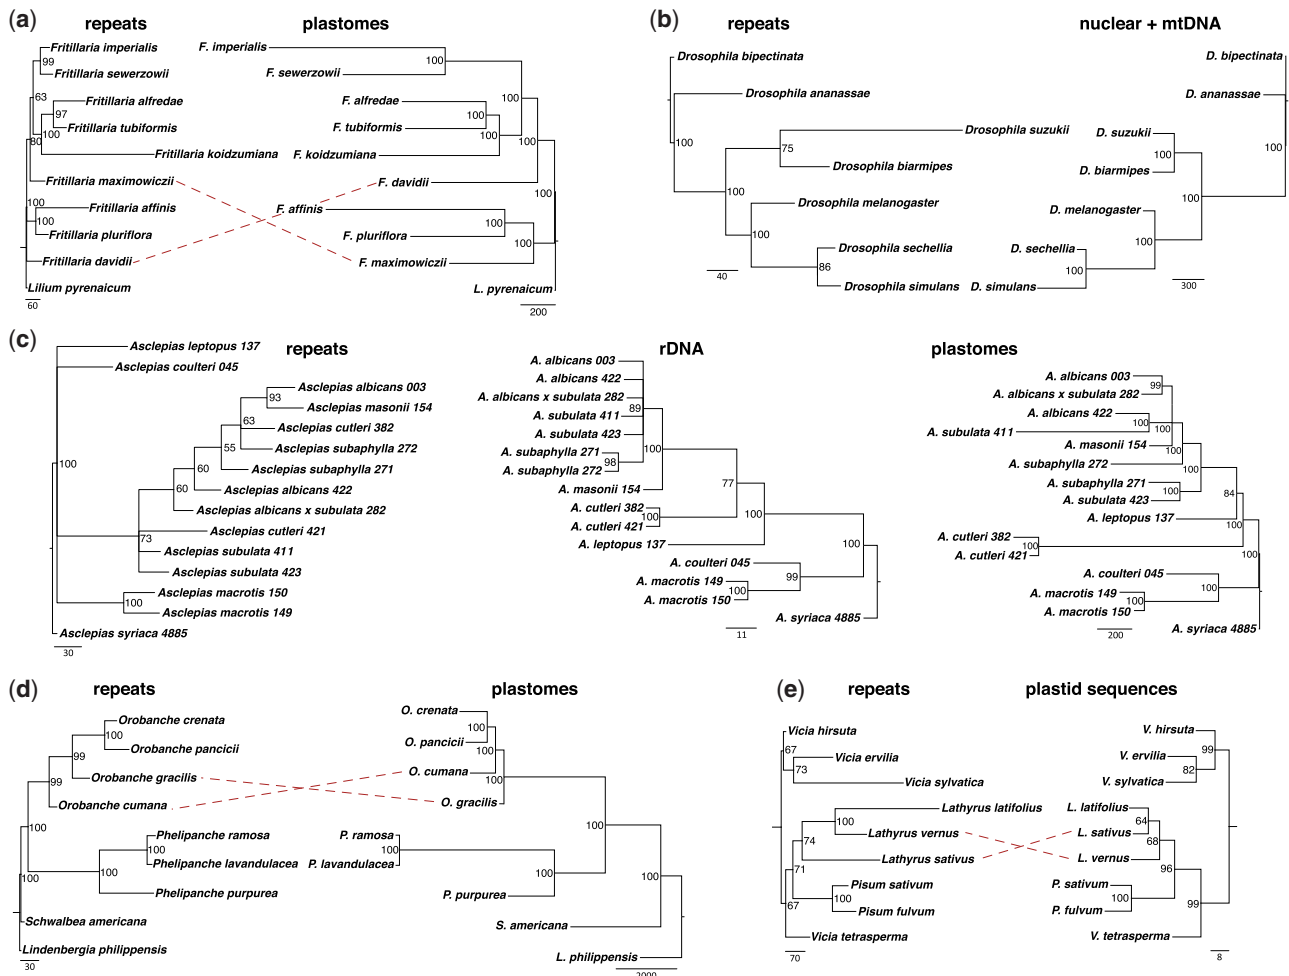 (a)
repeats
plastomes
Fritillaria imperialis
Fritillaria sewerzowii
Fritillaria alfredae
Fritillaria tubiformis
Fritillaria koidzumiana
Fritillaria maximowiczii
Fritillaria affinis
Fritillaria pluriflora
Fritillaria davidii
Lilium pyrenaicum
99
63
97
100
80
100
100
60
F. imperialis
F. sewerzowii
F. alfredae
F. tubiformis
F. koidzumiana
F. davidii
F. affinis
F. pluriflora
F. maximowiczii
L. pyrenaicum
100
100
100
100
100
100
100
100
200
(b)
repeats
nuclear + mtDNA
Drosophila bipectinata
Drosophila ananassae
Drosophila suzukii
Drosophila biarmipes
Drosophila melanogaster
Drosophila sechellia
Drosophila simulans
100
75
100
100
86
40
D. bipectinata
D. ananassae
D. suzukii
D. biarmipes
D. melanogaster
D. sechellia
D. simulans
100
100
100
100
100
300
(c)
repeats
rDNA
plastomes
Asclepias leptopus 137
Asclepias coulteri 045
Asclepias albicans 003
Asclepias masonii 154
Asclepias cutleri 382
Asclepias subaphylla 272
Asclepias subaphylla 271
Asclepias albicans 422
Asclepias albicans x subulata 282
Asclepias cutleri 421
Asclepias subulata 411
Asclepias subulata 423
Asclepias macrotis 150
Asclepias macrotis 149
Asclepias syriaca 4885
93
63
55
100
60
60
73
100
30
A. albicans 003
A. albicans 422
A. albicans x subulata 282
A. subulata 411
A. subulata 423
A. subaphylla 271
A. subaphylla 272
A. masonii 154
A. cutleri 382
A. cutleri 421
A. leptopus 137
A. coulteri 045
A. macrotis 149
A. macrotis 150
A. syriaca 4885
89
100
98
77
100
100
100
99
100
11
A. albicans 003
A. albicans x subulata 282
A. albicans 422
A. subulata 411
A. masonii 154
A. subaphylla 272
A. subaphylla 271
A. subulata 423
A. leptopus 137
A. cutleri 382
A. cutleri 421
A. coulteri 045
A. macrotis 149
A. macrotis 150
A. syriaca 4885
99
100
100
100
100
100
84
100
100
100
100
100
200
(d)
repeats
plastomes
Orobanche crenata
Orobanche pancicii
Orobanche gracilis
Orobanche cumana
Phelipanche ramosa
Phelipanche lavandulacea
Phelipanche purpurea
Schwalbea americana
Lindenbergia philippensis
100
99
99
100
100
100
100
30
O. crenata
O. pancicii
O. cumana
O. gracilis
P. ramosa
P. lavandulacea
P. purpurea
S. americana
L. philippensis
100
100
100
100
100
100
100
2000
(e)
repeats
plastid sequences
Vicia hirsuta
Vicia ervilia
Vicia sylvatica
Lathyrus latifolius
Lathyrus vernus
Lathyrus sativus
Pisum sativum
Pisum fulvum
Vicia tetrasperma
67
73
100
74
71
100
67
70
V. hirsuta
V. ervilia
V. sylvatica
L. latifolius
L. sativus
L. vernus
P. sativum
P. fulvum
V. tetrasperma
99
82
64
68
96
100
99
8